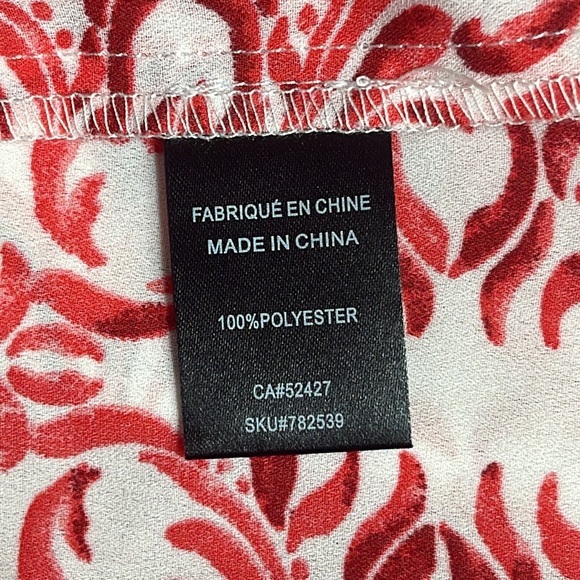 FABRIQUÉ EN CHINE
MADE IN CHINA
100%POLYESTER
CA#52427
SKU#782539